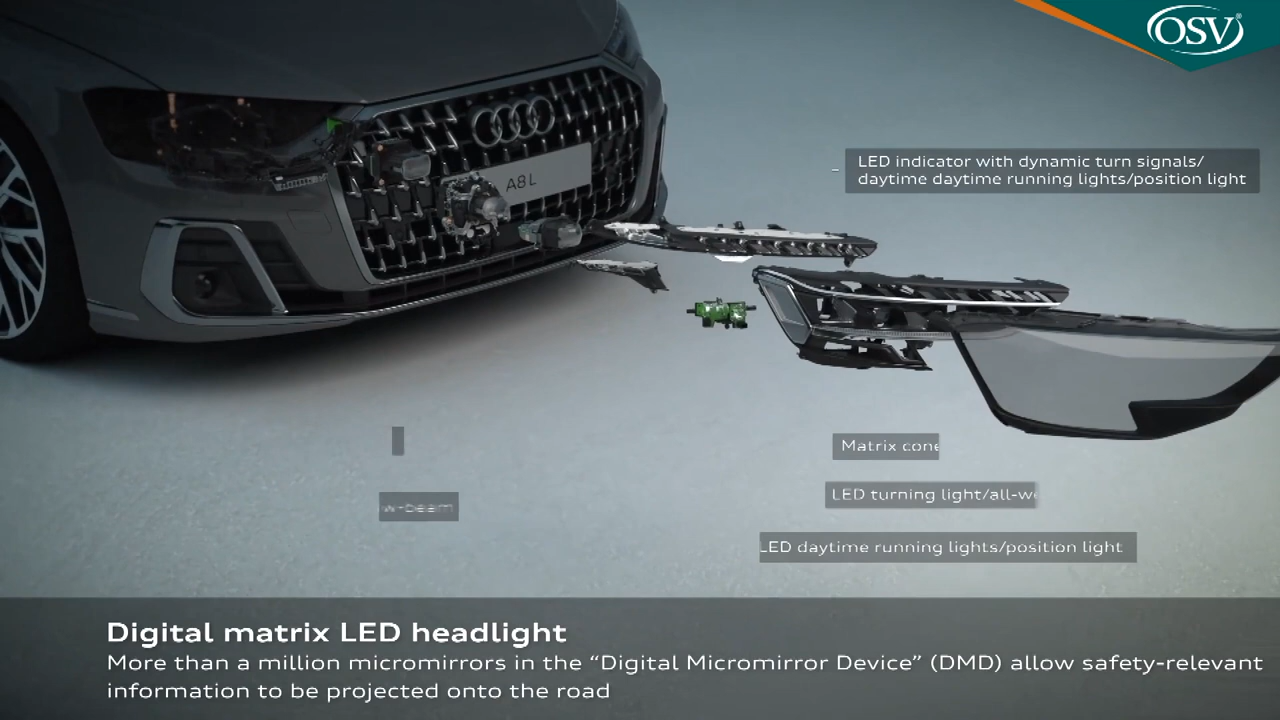 OSV
A8 L
LED indicator with dynamic turn signals/
daytime daytime running lights/position light
Matrix cone
LED turning light/all-we
w-beam
LED daytime running lights/position light
Digital matrix LED headlight
More than a million micromirrors in the “Digital Micromirror Device” (DMD) allow safety-relevant
information to be projected onto the road